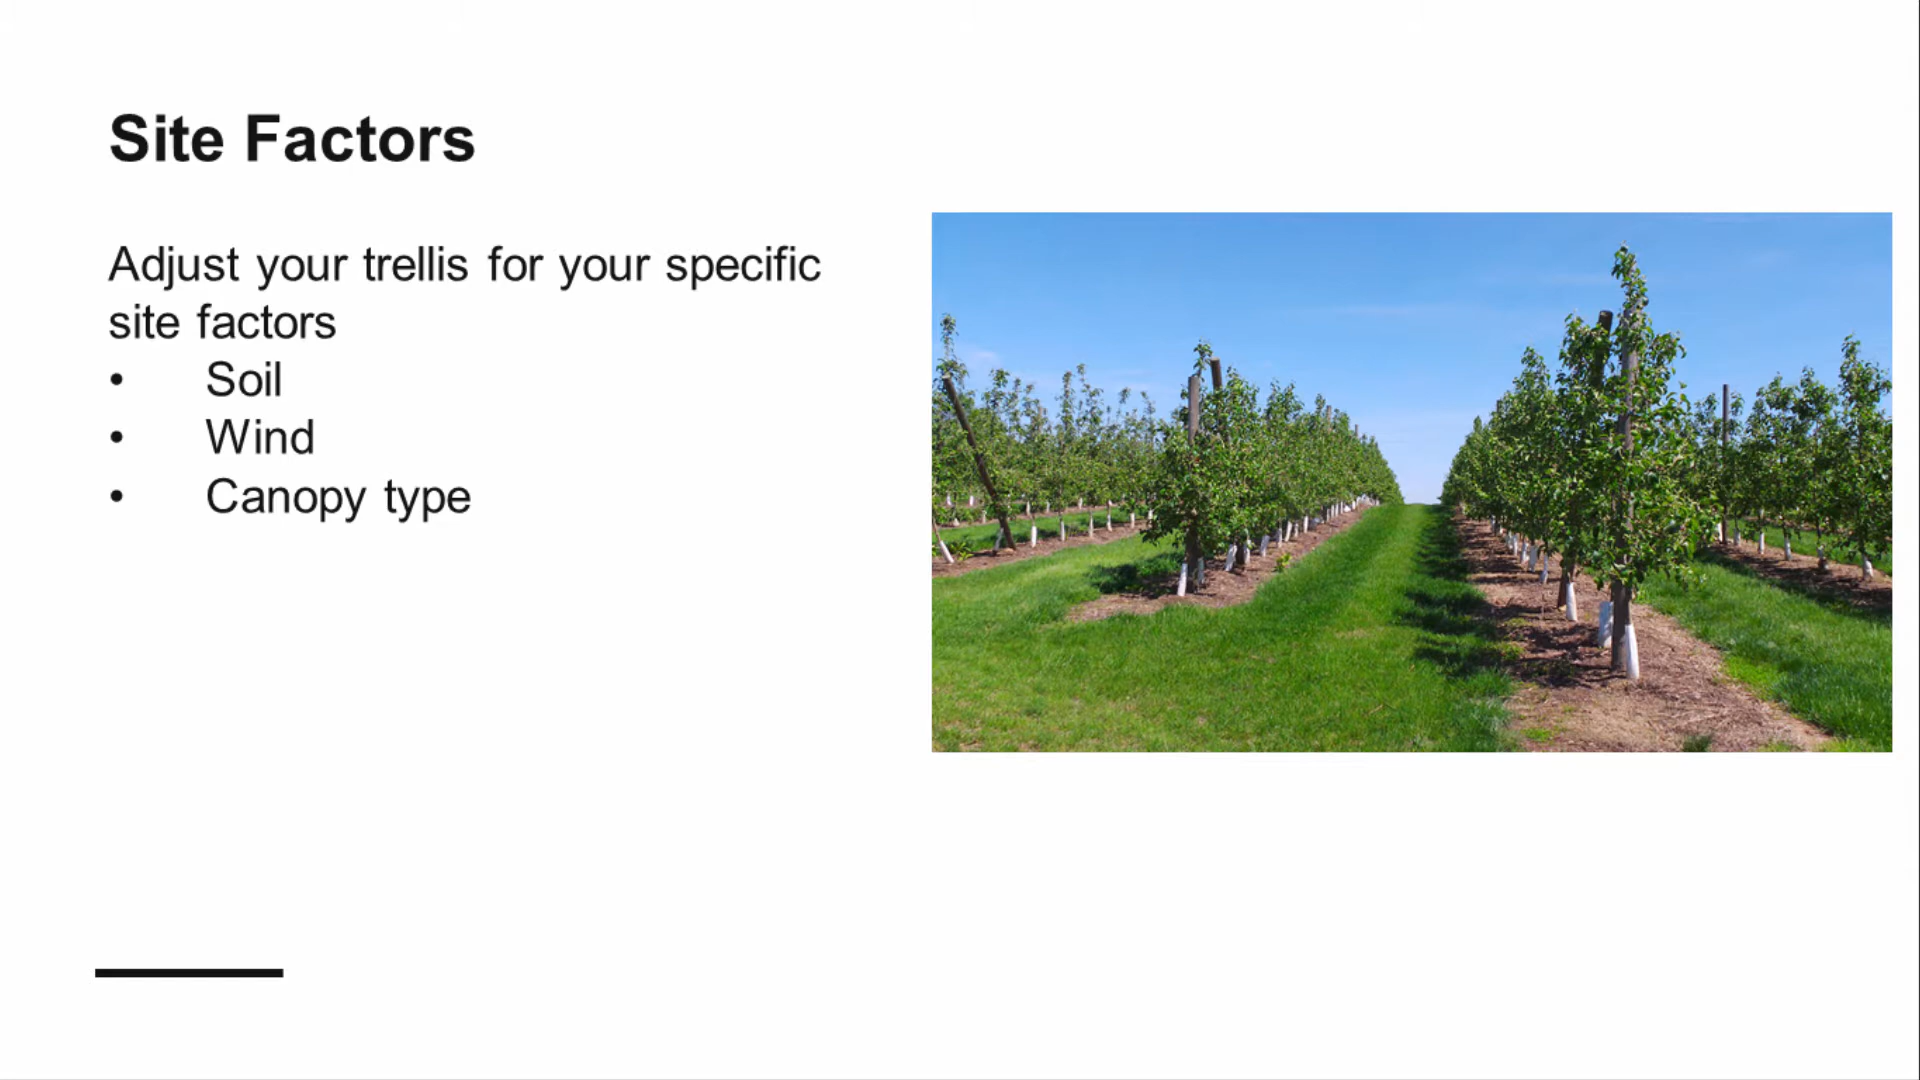 Site Factors
Adjust your trellis for your specific
site factors
• Soil
• Wind
• Canopy type